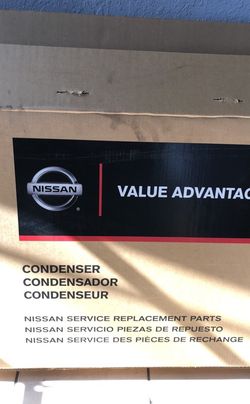 NISSAN
VALUE ADVANTAG
CONDENSER
CONDENSADOR
CONDENSEUR
NISSAN SERVICE REPLACEMENT PARTS
NISSAN SERVICIO PIEZAS DE REPUESTO
NISSAN SERVICE DES PIÈCES DE RECHANGE